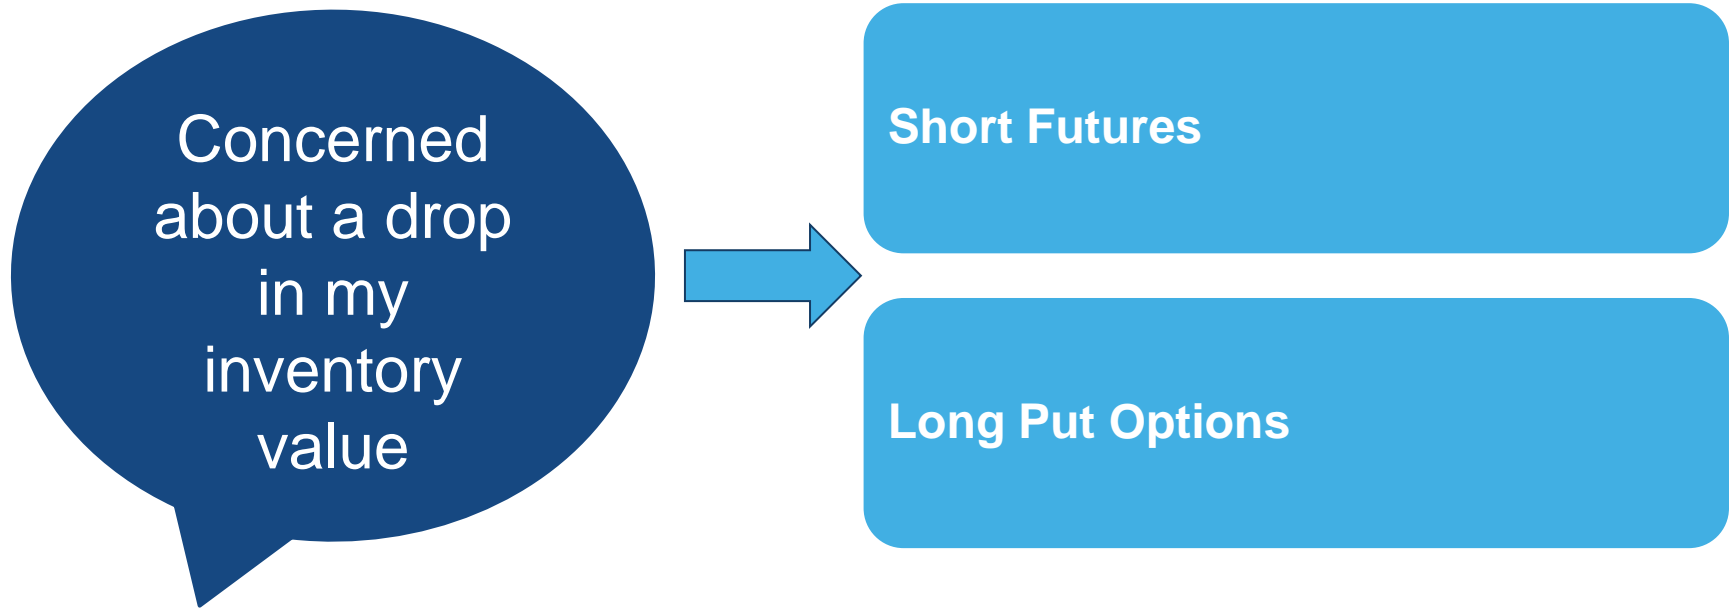 Concerned
about a drop
in my
inventory
value
Short Futures
Long Put Options